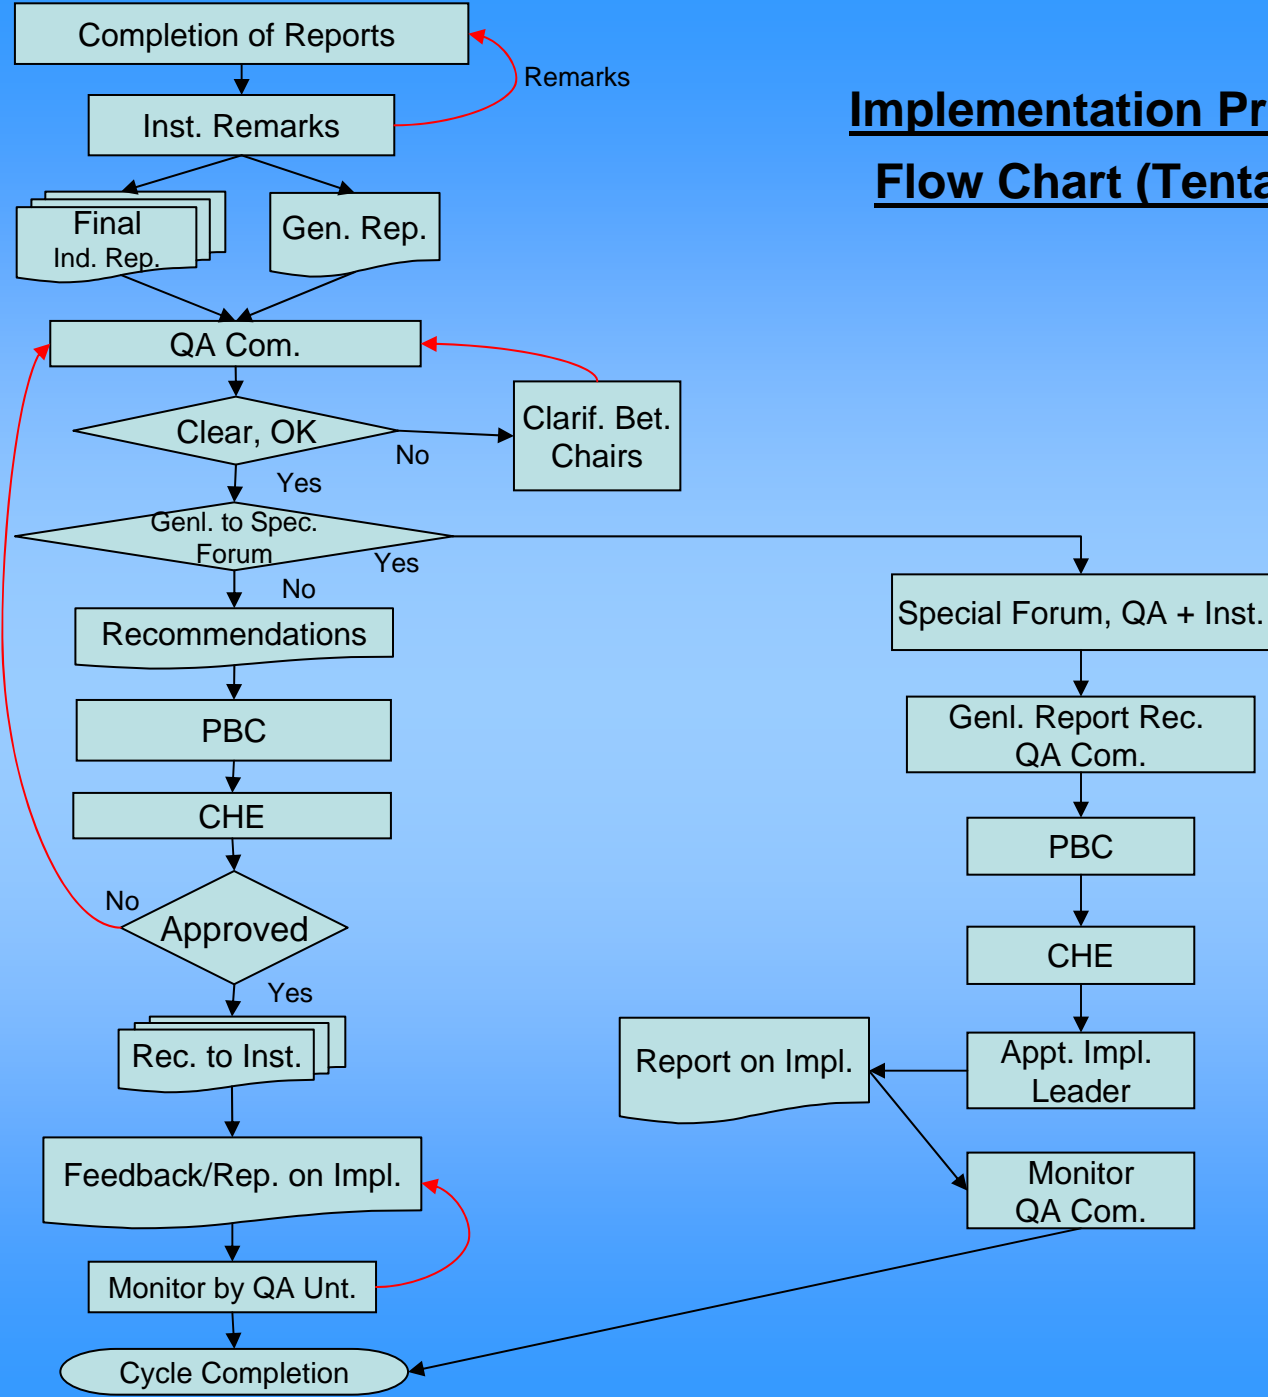 Completion of Reports
Remarks
Inst. Remarks
Implementation Pr
Flow Chart (Tenta
Final
Ind. Rep.
Gen. Rep.
QA Com.
Clear, OK
No
Clarif. Bet.
Chairs
Yes
Genl. to Spec.
Forum
Yes
No
Recommendations
PBC
CHE
No
Approved
Yes
Rec. to Inst.
Feedback/Rep. on Impl.
Monitor by QA Unt.
Cycle Completion
Special Forum, QA + Inst.
Genl. Report Rec.
QA Com.
PBC
CHE
Appt. Impl.
Leader
Report on Impl.
Monitor
QA Com.